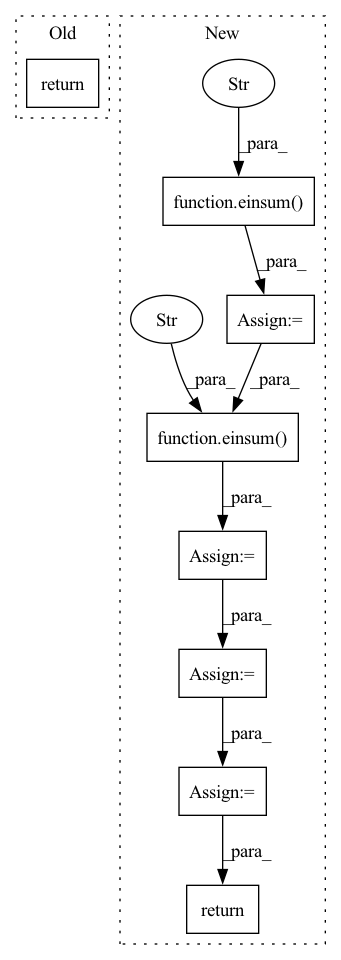 Old
New
return
Str
_para_
function.einsum()
_para_
Str
Assign:=
_para_
_para_
function.einsum()
_para_
Assign:=
_para_
Assign:=
_para_
Assign:=
_para_
return